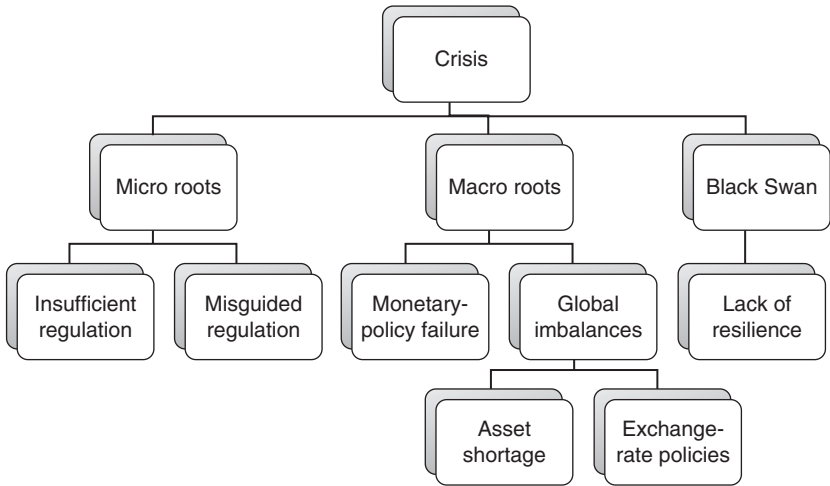 Crisis
Micro roots
Macro roots
Black Swan
Insufficient
regulation
Misguided
regulation
Monetary-
policy failure
Global
imbalances
Lack of
resilience
Asset
shortage
Exchange-
rate policies